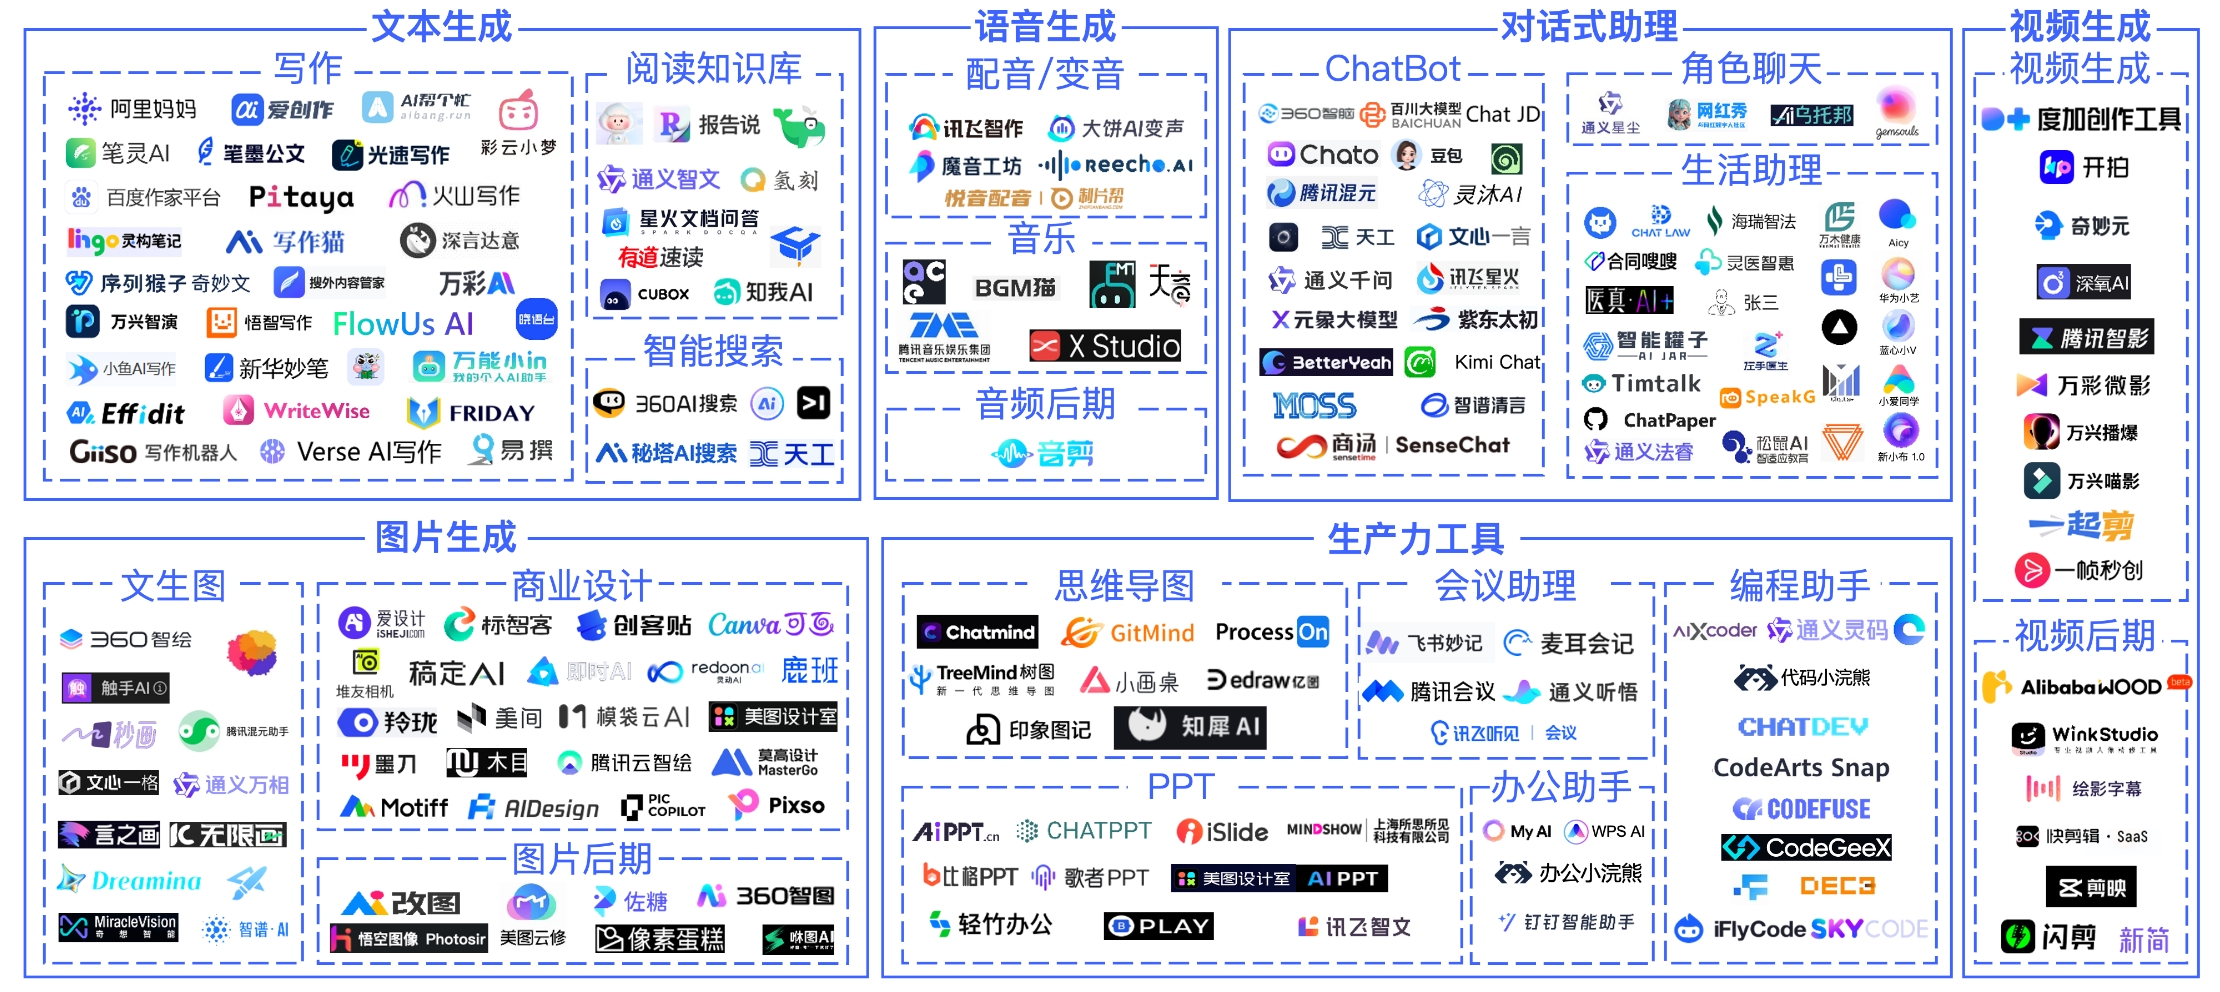 文本生成
写作
阿里妈妈 爱创作 AI帮个忙 aibang.run 彩云小梦
笔灵AI 笔墨公文 光速写作
百度作家平台 Pitaya 火山写作
lingo 灵构笔记 写作猫 深言达意
序列猴子 奇妙文 搜外内容管家 万彩AI
万兴智演 悟智写作 FlowUs AI 晓语台
小鱼AI写作 新华妙笔 万能小in 我的个人AI助手
Effidit WriteWise FRIDAY
Giiso 写作机器人 Verse AI写作 易撰
阅读知识库
报告说
通义智文 氢刻
星火文档问答 SPARK DOCQA
有道速读
CUBOX 知我AI
智能搜索
360AI搜索 Ai
秘塔AI搜索 天工
语音生成
配音/变音
讯飞智作 大饼AI变声
魔音工坊 Reecho.AI
悦音配音 制片帮
音乐
ace BGM猫 FM 天音
TME 腾讯音乐娱乐集团 TENCENT MUSIC ENTERTAINMENT X Studio
音频后期
音剪
对话式助理
ChatBot
360智脑 百川大模型 BAICHUAN Chat JD
Chato 豆包
腾讯混元 灵沐AI
天工 文心一言
通义千问 讯飞星火
元象大模型 紫东太初
BetterYeah Kimi Chat
MOSS 智谱清言
商汤 sensetime SenseChat
角色聊天
通义星尘 网红秀 AI乌托邦 gemsouls
生活助理
CHAT LAW 海瑞智法 万木健康 Aicy
合同嗖嗖 灵医智惠 华为小艺
医真·AI+ 张三
智能罐子 AI JAR 左手医生 蓝心小V
Timtalk SpeakG 小爱同学
ChatPaper
通义法睿 松鼠AI 智适应教育 新小布 1.0
视频生成
视频生成
度加创作工具
开拍
奇妙元
深氧AI
腾讯智影
万彩微影
万兴播爆
万兴喵影
一起剪
一帧秒创
视频后期
Alibaba WOOD beta
WinkStudio
绘影字幕
快剪辑·SaaS
剪映
闪剪 新简
图片生成
文生图
360智绘
触手AI
秒画 腾讯混元助手
文心一格 通义万相
言之画 无限画
Dreamina
MiracleVision 奇想智能 智谱·AI
商业设计
爱设计 iSHEJI.COM 标智客 创客贴 Canva可画
堆友相机 稿定AI 即时AI redoonai 灵动AI 鹿班
羚珑 美间 模袋云AI 美图设计室
墨刀 木目 腾讯云智绘 莫高设计 MasterGo
Motiff AIDesign PIC COPILOT Pixso
图片后期
改图 美图云修 佐糖 360智图
悟空图像 Photosir 像素蛋糕 咻图AI
生产力工具
思维导图
Chatmind GitMind ProcessOn
TreeMind树图 新一代思维导图 小画桌 edraw亿图
印象图记 知犀AI
会议助理
飞书妙记 麦耳会记
腾讯会议 通义听悟
讯飞听见 会议
编程助手
aiXcoder 通义灵码
代码小浣熊
CHATDEV
CodeArts Snap
CODEFUSE
CodeGeeX
DEC3
iFlyCode SKYCODE
PPT
AiPPT.cn CHATPPT iSlide MINDSHOW 上海所思所见科技有限公司
比格PPT 歌者PPT 美图设计室 AI PPT
轻竹办公 PLAY 讯飞智文
办公助手
My AI WPS AI
办公小浣熊
钉钉智能助手